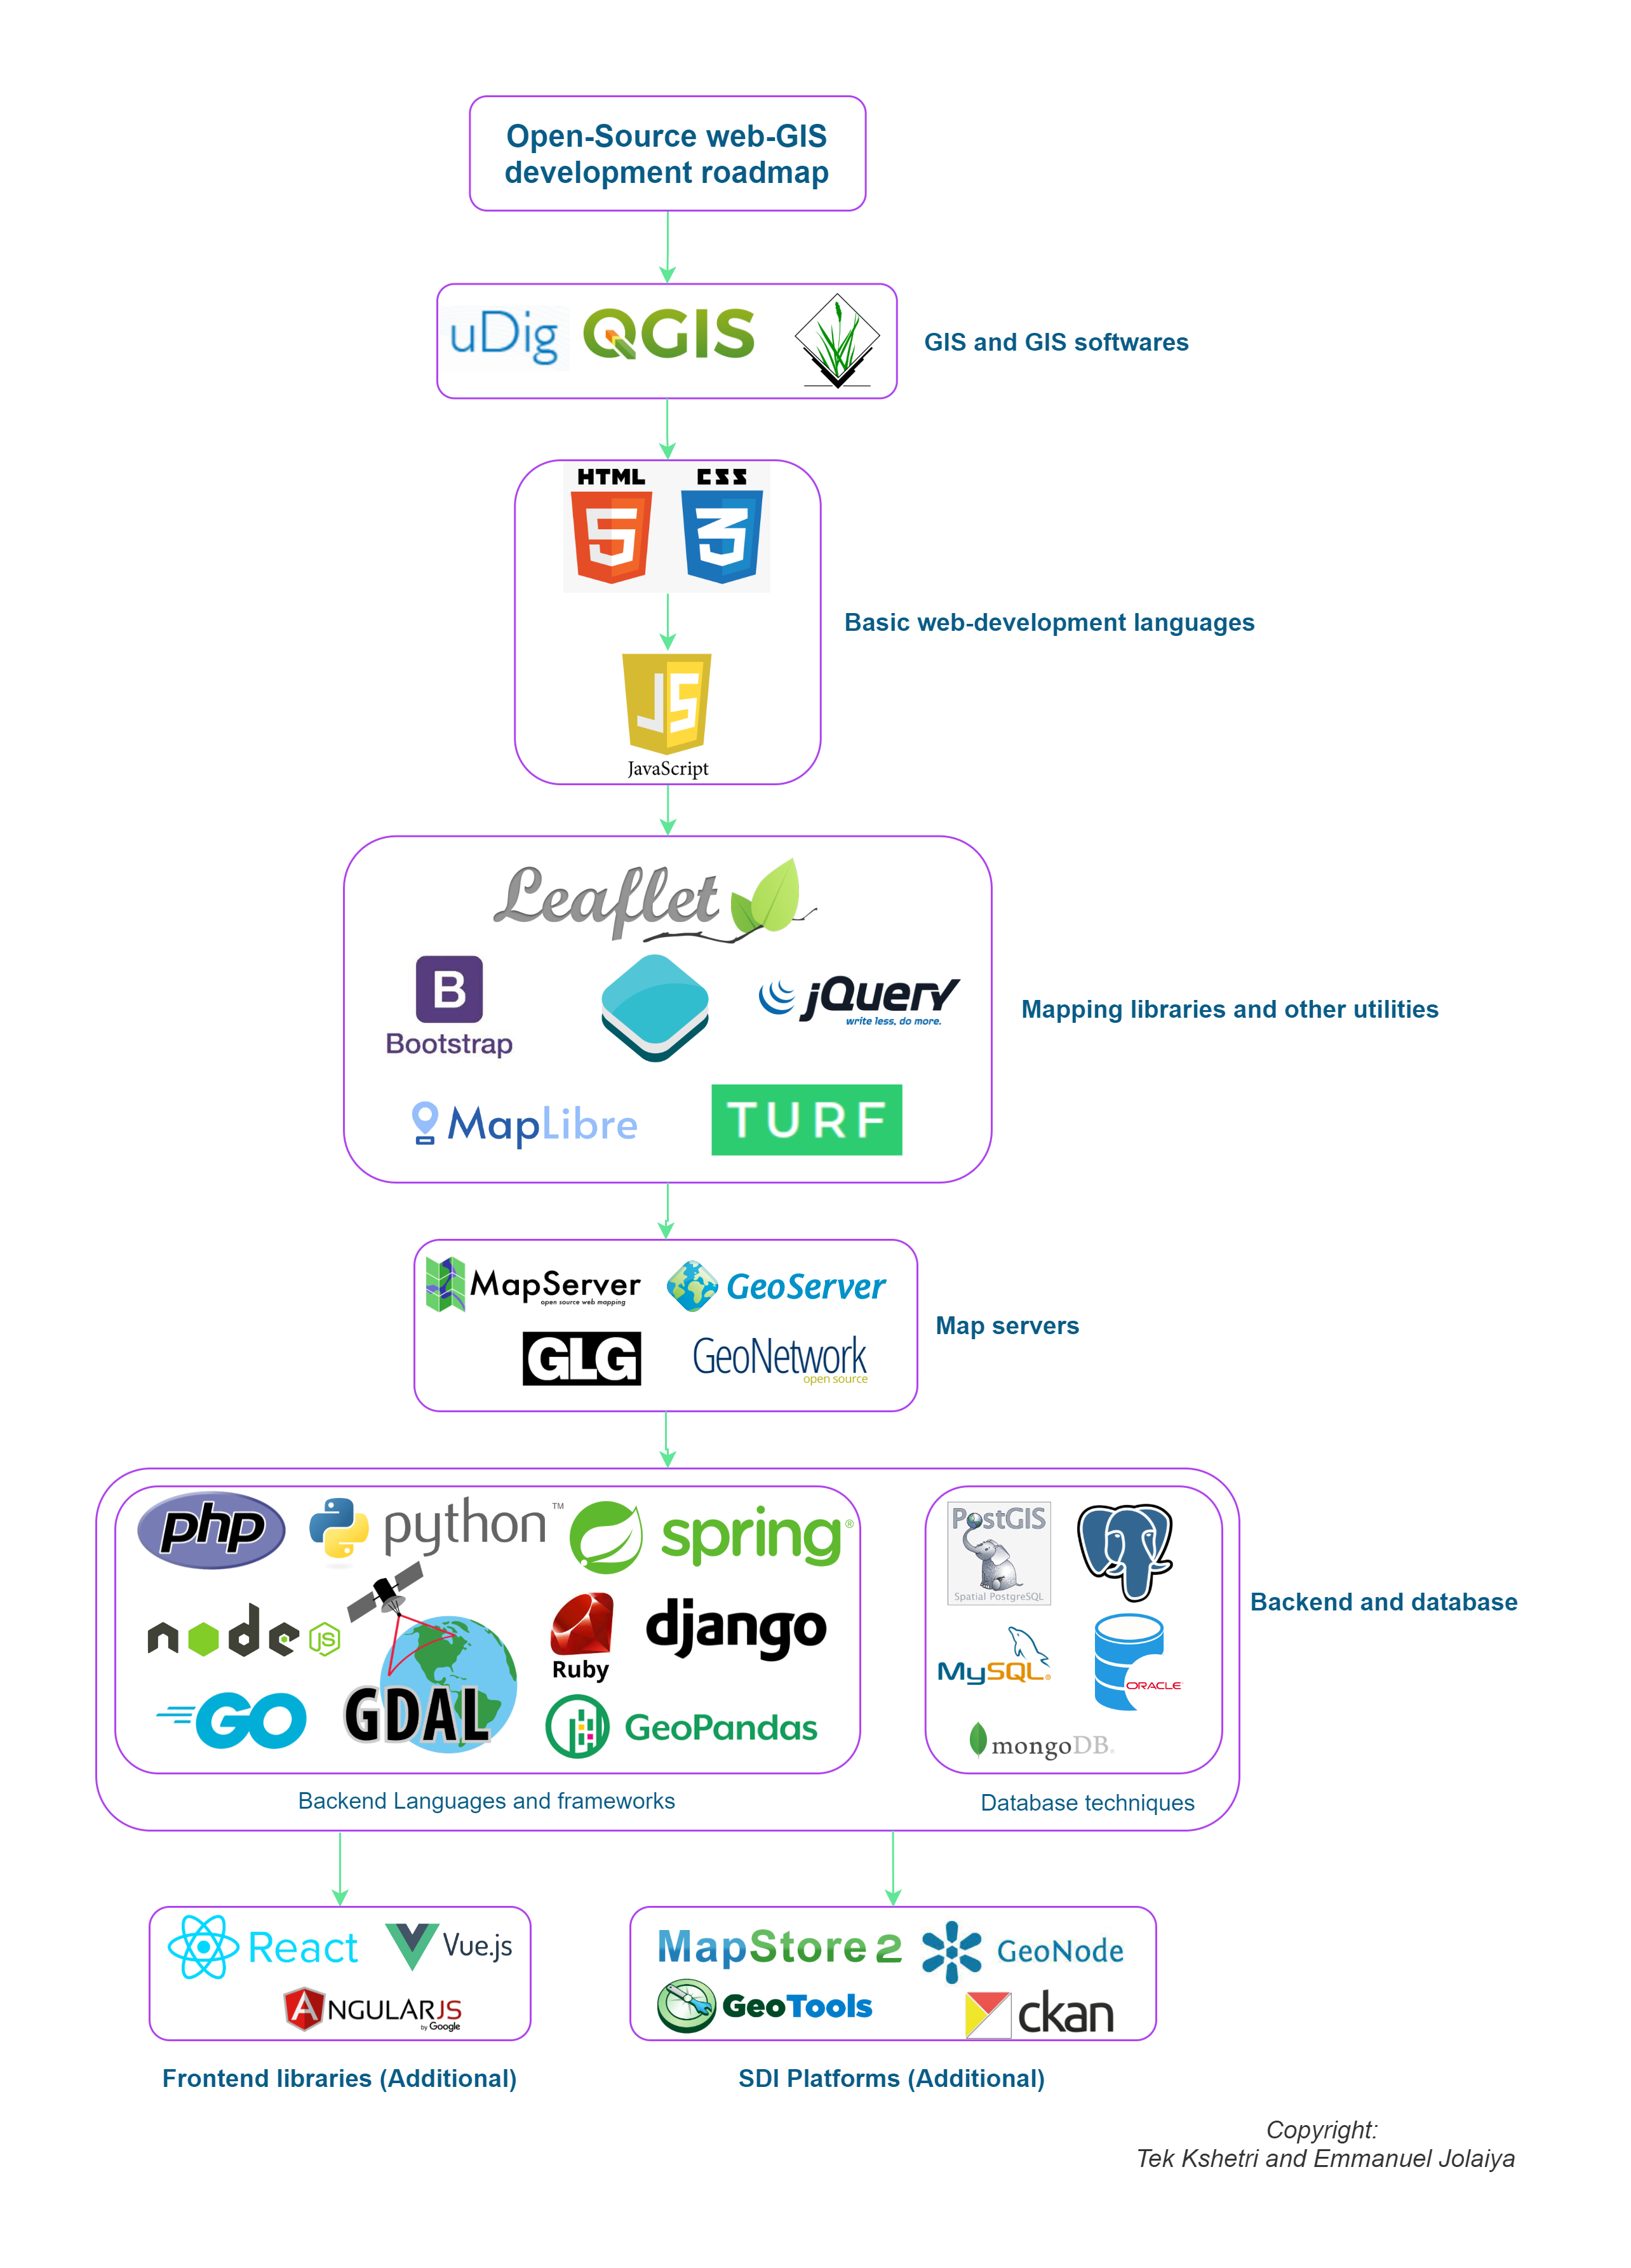 Open-Source web-GIS
development roadmap
uDig QGIS
GIS and GIS softwares
HTML CSS
5 3
JS
JavaScript
Basic web-development languages
Leaflet
B
Bootstrap
jQuery
write less, do more.
Mapping libraries and other utilities
MapLibre
TURF
MapServer
open source web mapping
GeoServer
GLG
GeoNetwork
open source
Map servers
php python™ spring®
node JS
Ruby
django
GO
GDAL
GeoPandas
Backend Languages and frameworks
PostGIS
Spatial PostgreSQL
MySQL®
ORACLE
mongoDB®
Database techniques
Backend and database
React Vue.js
ANGULARJS
by Google
Frontend libraries (Additional)
MapStore 2 GeoNode
GeoTools ckan
SDI Platforms (Additional)
Copyright:
Tek Kshetri and Emmanuel Jolaiya